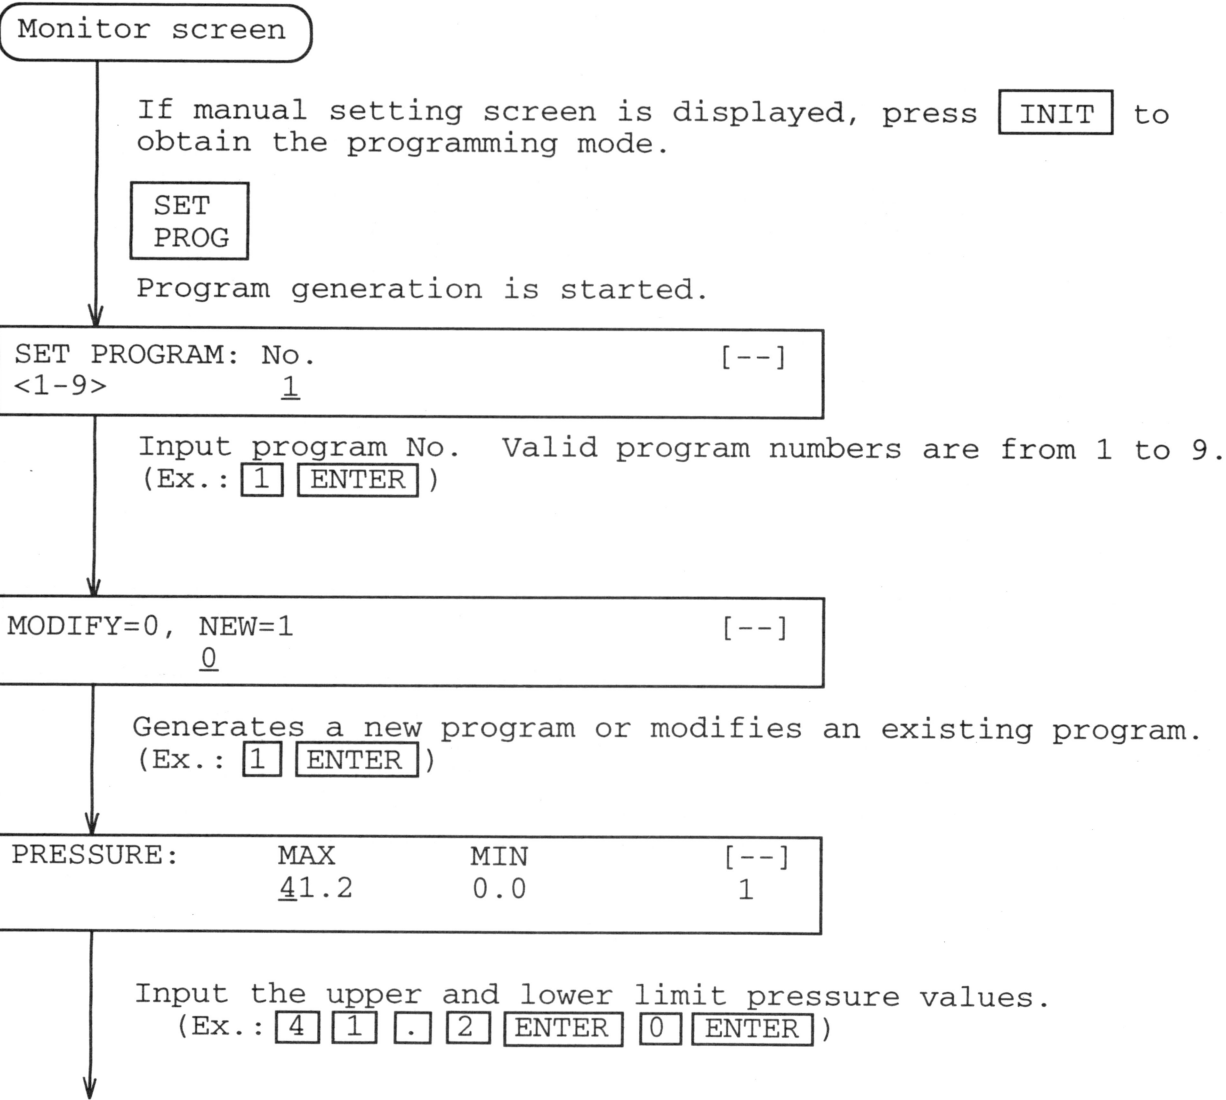 Monitor screen
If manual setting screen is displayed, press INIT to
obtain the programming mode.
SET
PROG
Program generation is started.
SET PROGRAM: No. [--]
<1-9> 1
Input program No. Valid program numbers are from 1 to 9.
(Ex.: 1 ENTER)
MODIFY=0, NEW=1 [--]
0
Generates a new program or modifies an existing program.
(Ex.: 1 ENTER)
PRESSURE: MAX MIN [--]
41.2 0.0 1
Input the upper and lower limit pressure values.
(Ex.: 4 1 . 2 ENTER 0 ENTER)